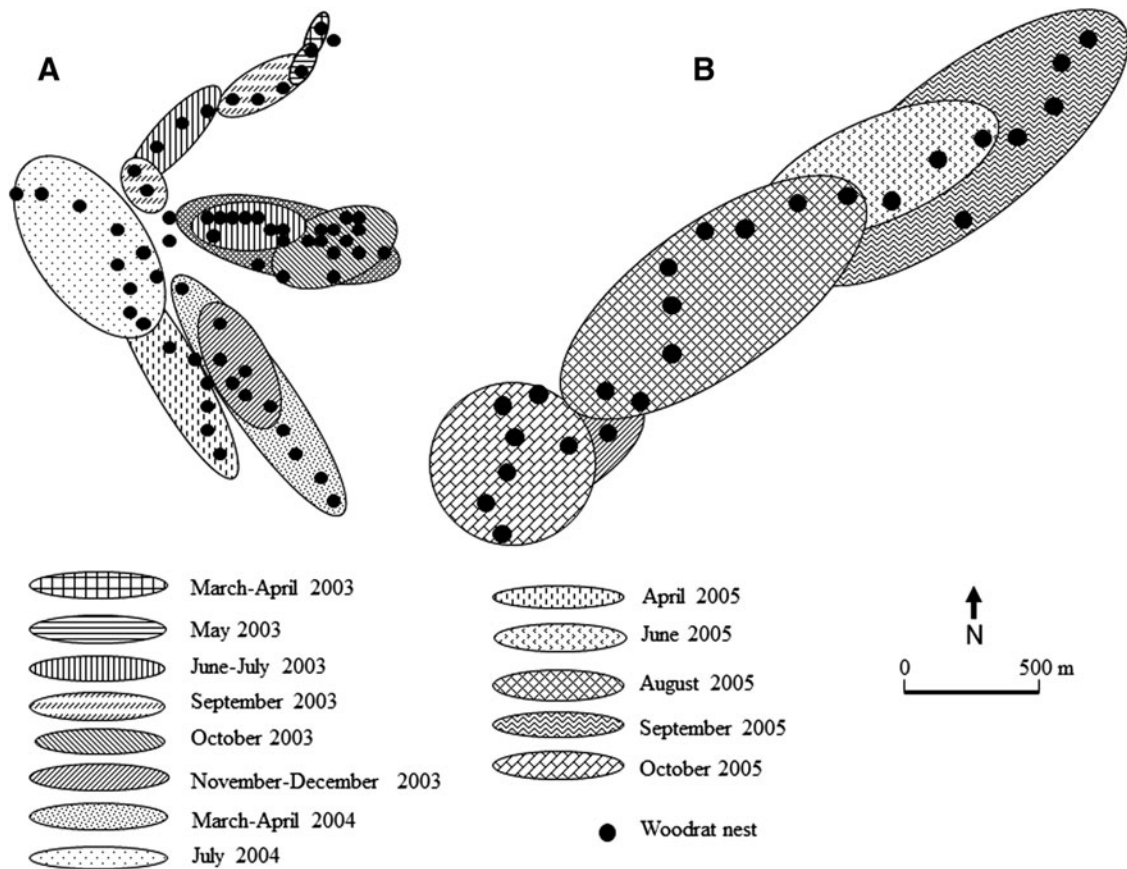 A
B
March-April 2003
May 2003
June-July 2003
September 2003
October 2003
November-December 2003
March-April 2004
July 2004
April 2005
June 2005
August 2005
September 2005
October 2005
Woodrat nest
N
0 500 m